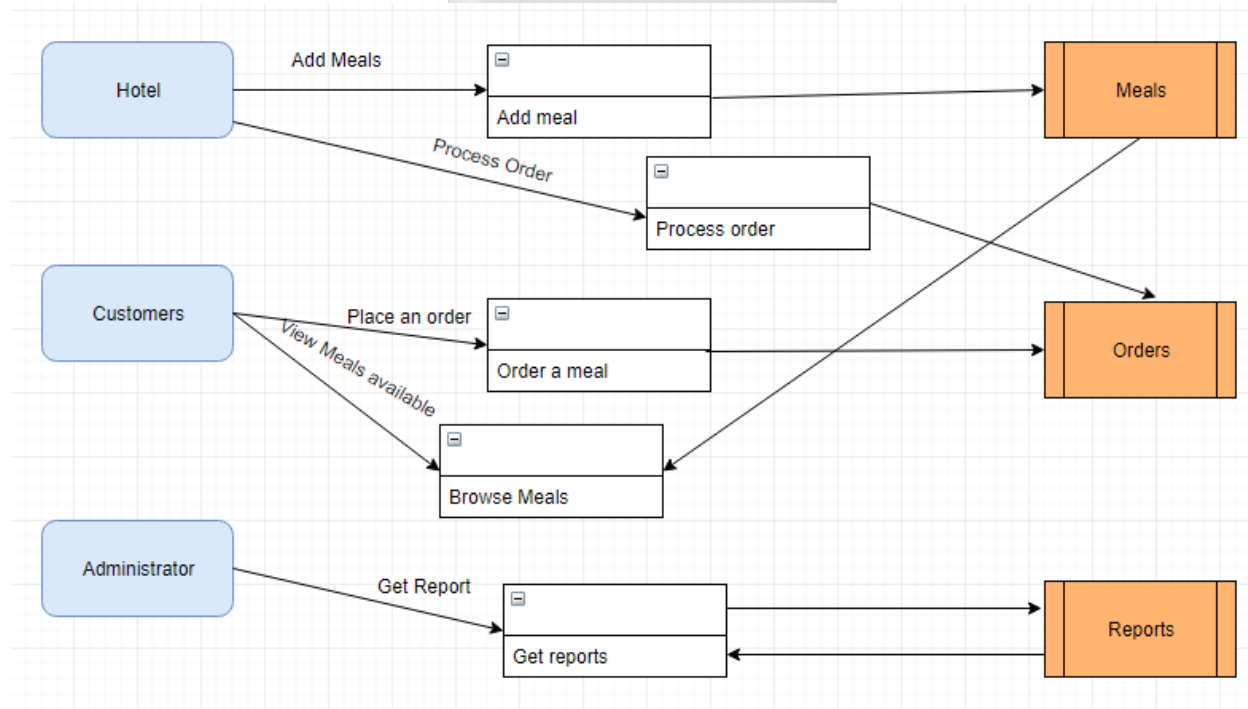 Hotel
Add Meals
Add meal
Meals
Process Order
Process order
Customers
Place an order
View Meals available
Order a meal
Orders
Browse Meals
Administrator
Get Report
Get reports
Reports